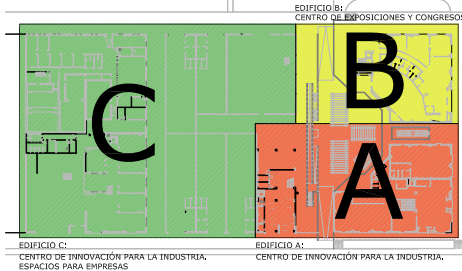 EDIFICIO B:
CENTRO DE EXPOSICIONES Y CONGRESOS
B
C
A
EDIFICIO C:
CENTRO DE INNOVACIÓN PARA LA INDUSTRIA.
ESPACIOS PARA EMPRESAS
EDIFICIO A:
CENTRO DE INNOVACIÓN PARA LA INDUSTRIA.